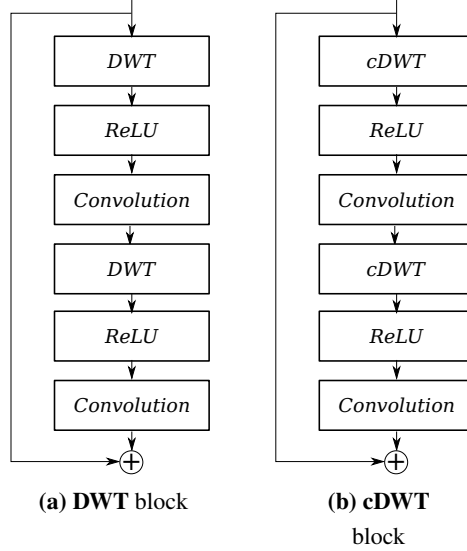 DWT
ReLU
Convolution
DWT
ReLU
Convolution
(a) DWT block
cDWT
ReLU
Convolution
cDWT
ReLU
Convolution
(b) cDWT
block